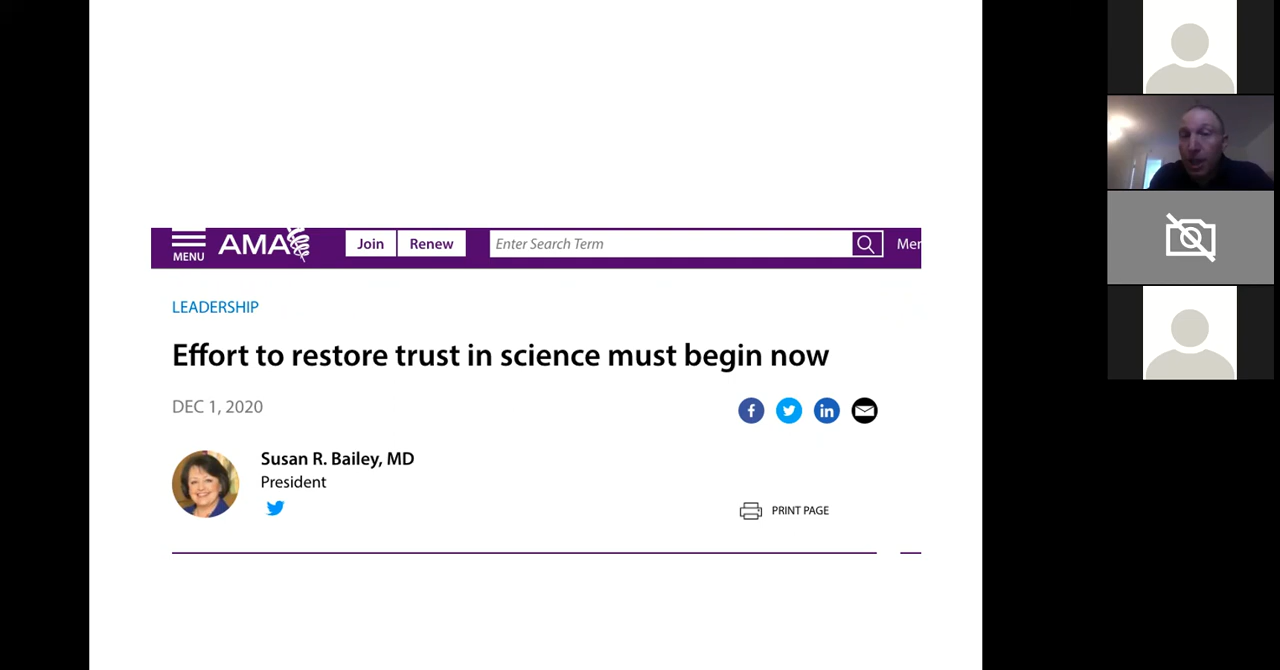 MENU
AMA
Join
Renew
Enter Search Term
Mer
LEADERSHIP
Effort to restore trust in science must begin now
DEC 1, 2020
Susan R. Bailey, MD
President
PRINT PAGE